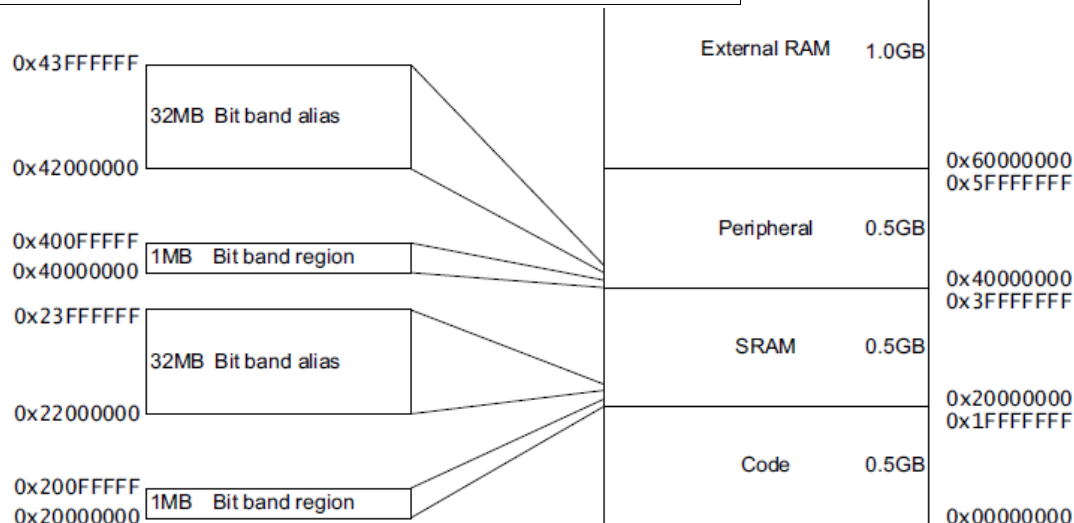 External RAM 1.0GB
0x43FFFFFF
32MB Bit band alias
0x42000000
0x60000000
0x5FFFFFFF
Peripheral 0.5GB
0x400FFFFF
1MB Bit band region
0x40000000
0x40000000
0x3FFFFFFF
0x23FFFFFF
SRAM 0.5GB
32MB Bit band alias
0x22000000
0x20000000
0x1FFFFFFF
Code 0.5GB
0x200FFFFF
1MB Bit band region
0x20000000
0x00000000